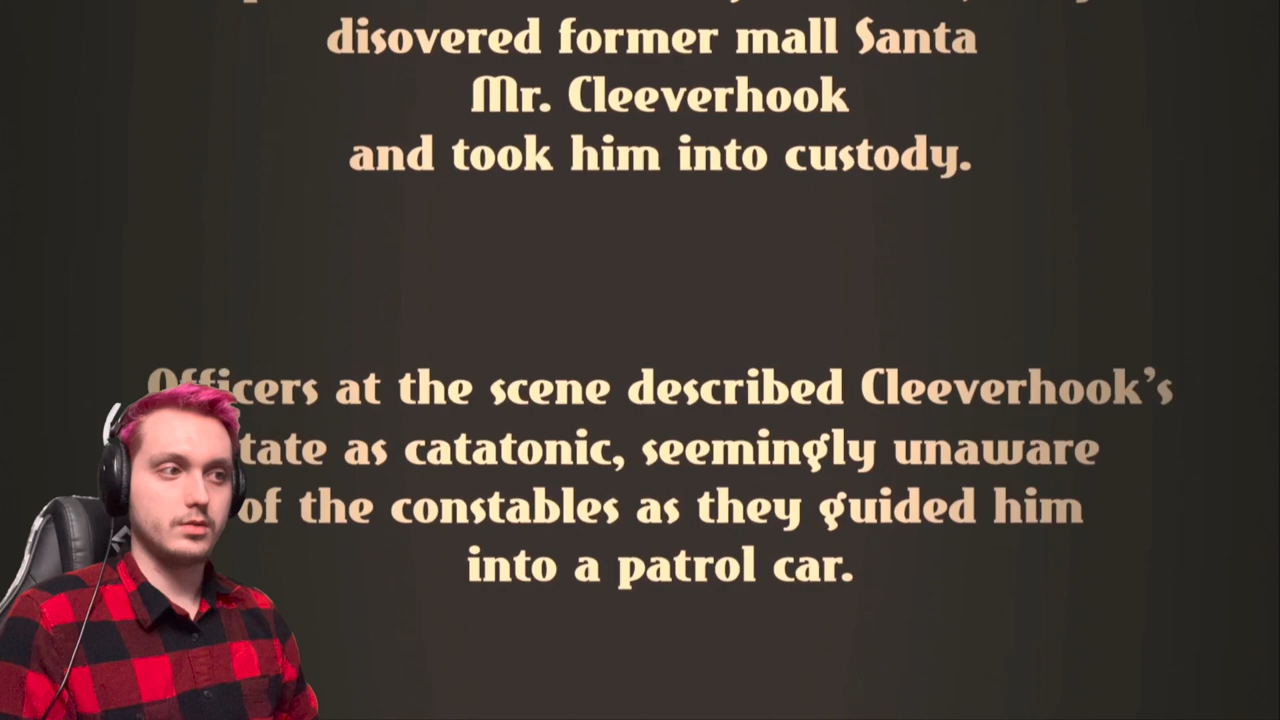 disovered former mall Santa
Mr. Cleeverhook
and took him into custody.
Officers at the scene described Cleeverhook's
tate as catatonic, seemingly unaware
of the constables as they guided him
into a patrol car.